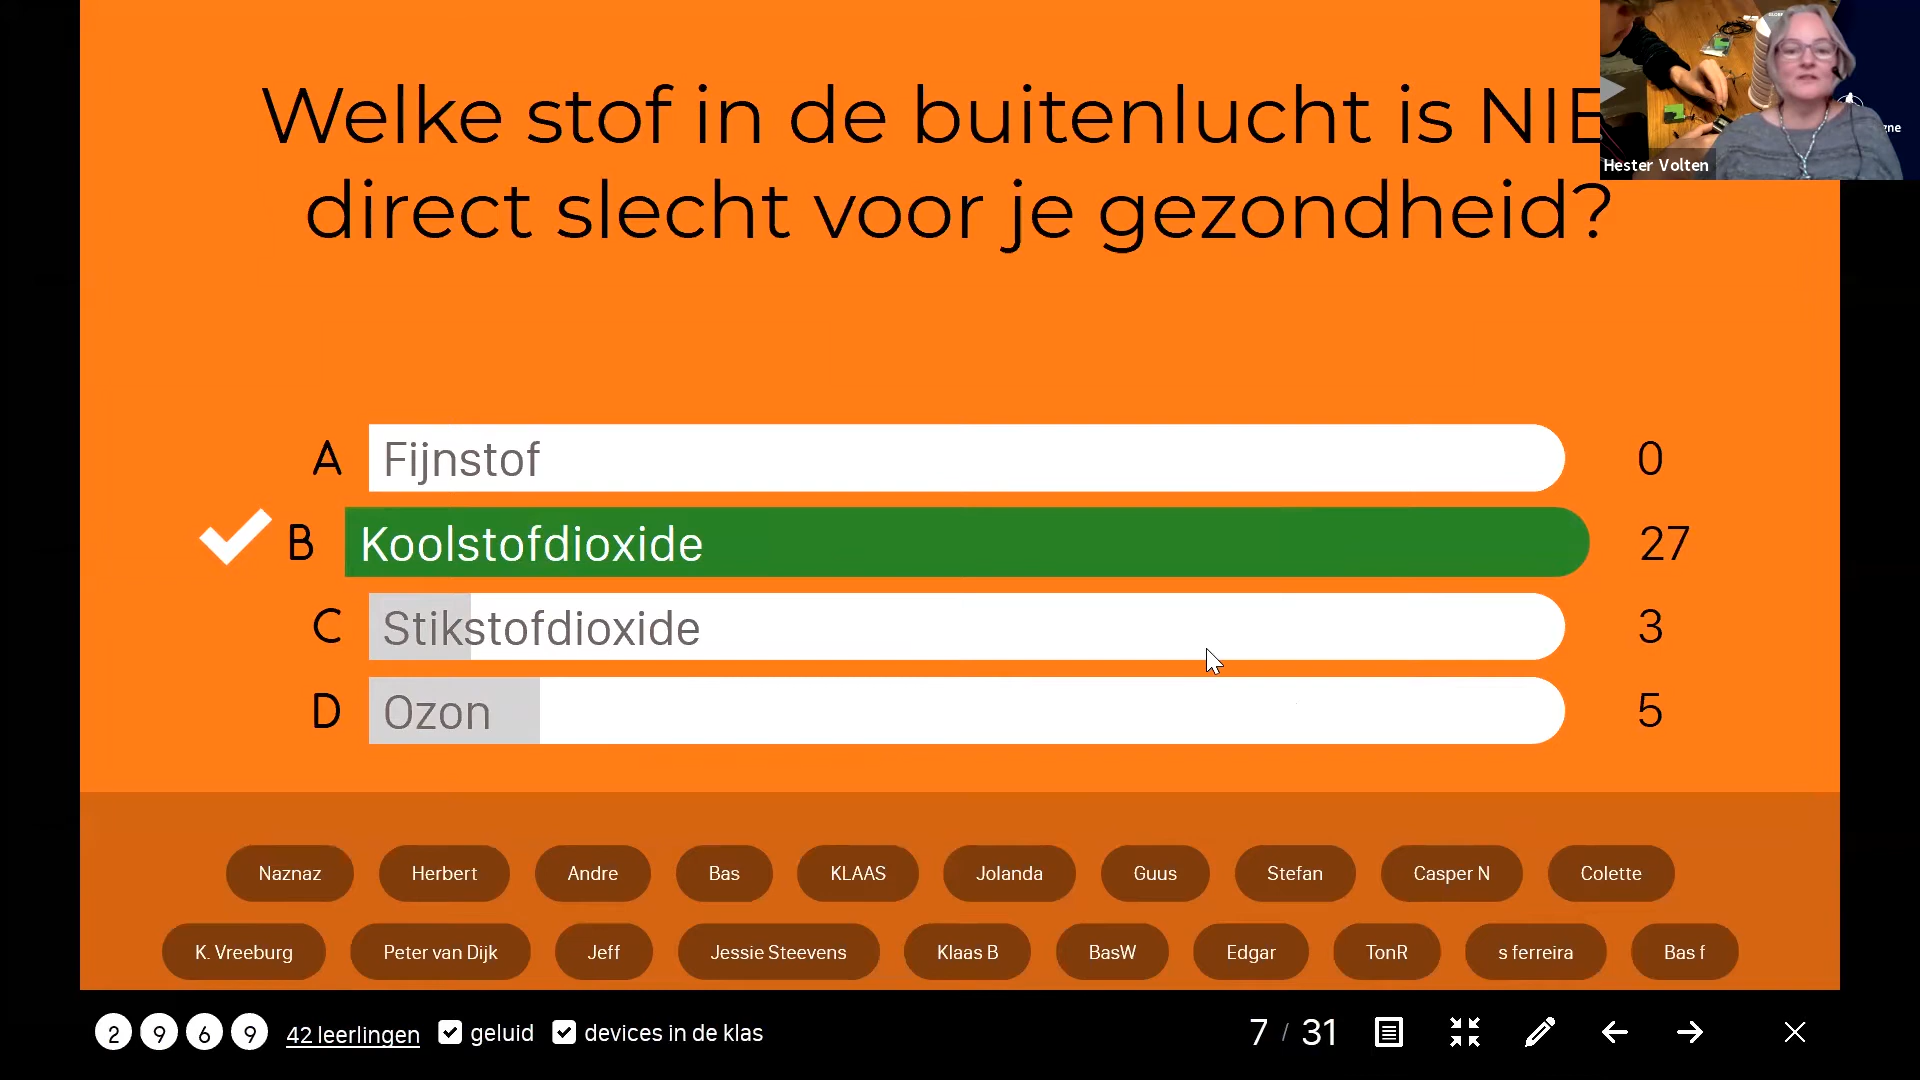 Welke stof in de buitenlucht is NIE
direct slecht voor je gezondheid?
Hester Volten
A Fijnstof 0
B Koolstofdioxide 27
C Stikstofdioxide 3
D Ozon 5
Naznaz Herbert Andre Bas KLAAS Jolanda Guus Stefan Casper N Colette
K. Vreeburg Peter van Dijk Jeff Jessie Steevens Klaas B BasW Edgar TonR s ferreira Bas f
2 9 6 9 42 leerlingen geluid devices in de klas 7 / 31